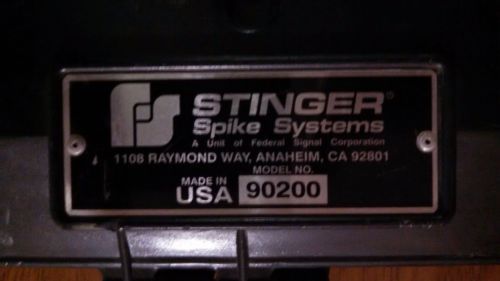 STINGER®
Spike Systems
A Unit of Federal Signal Corporation
1108 RAYMOND WAY, ANAHEIM, CA 92801
MODEL NO.
MADE IN
USA 90200